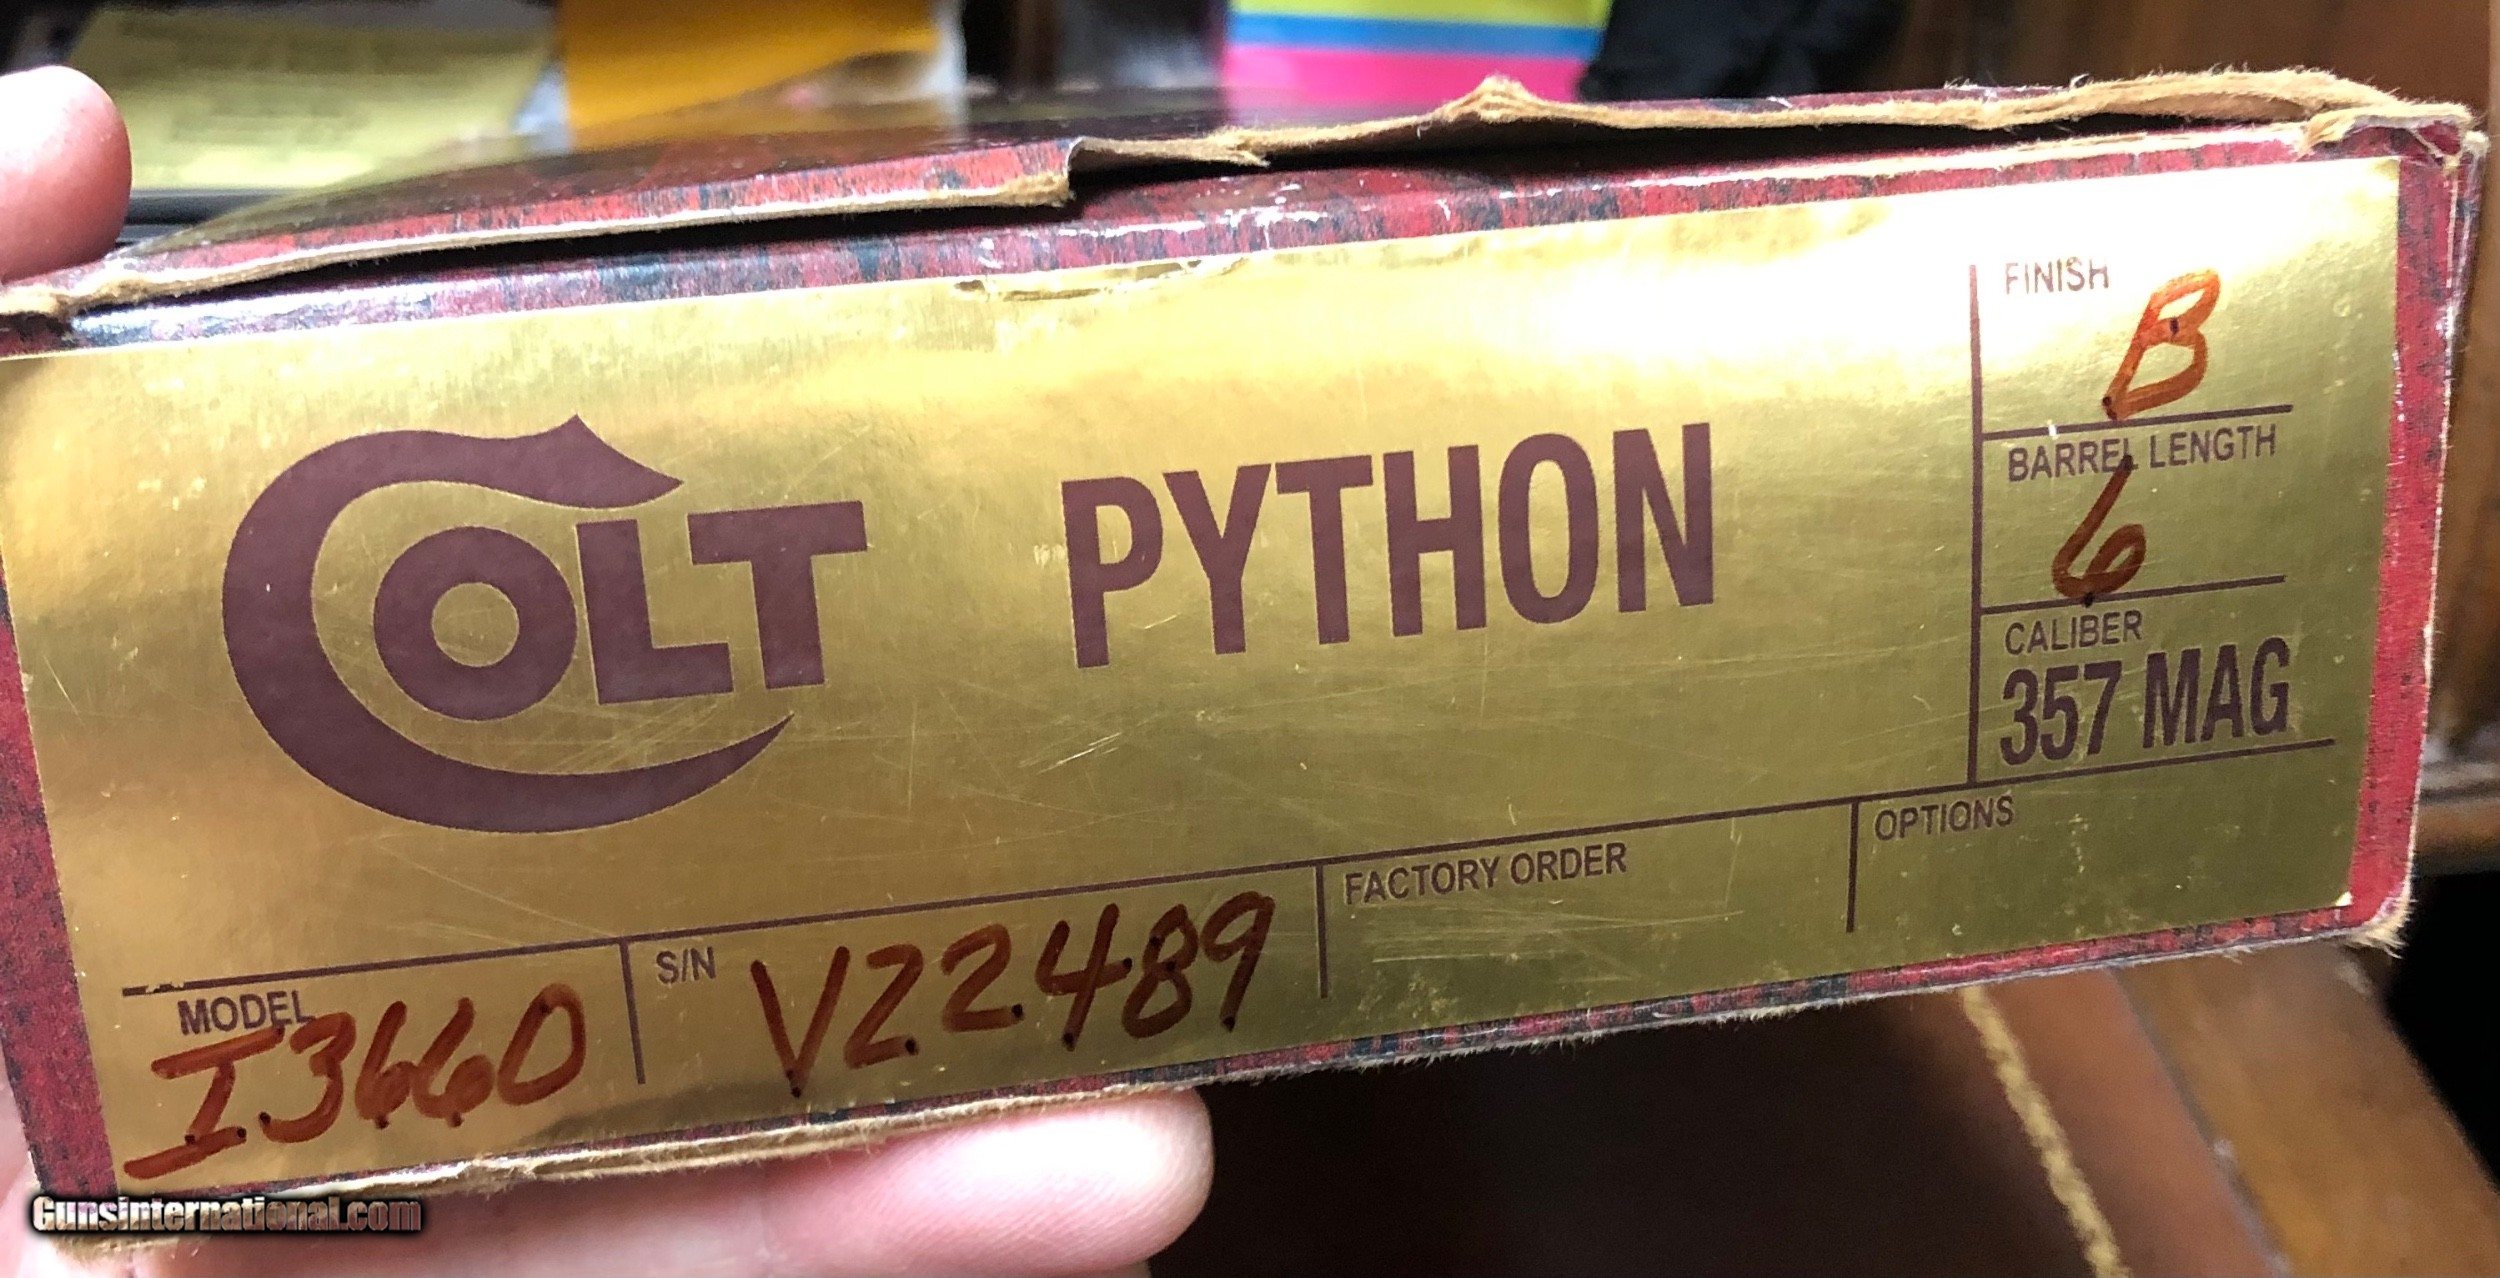 COLT PYTHON
FINISH B
BARREL LENGTH
6
CALIBER
357 MAG
MODEL I3660
S/N V22489
FACTORY ORDER
OPTIONS
Gunsinternational.com